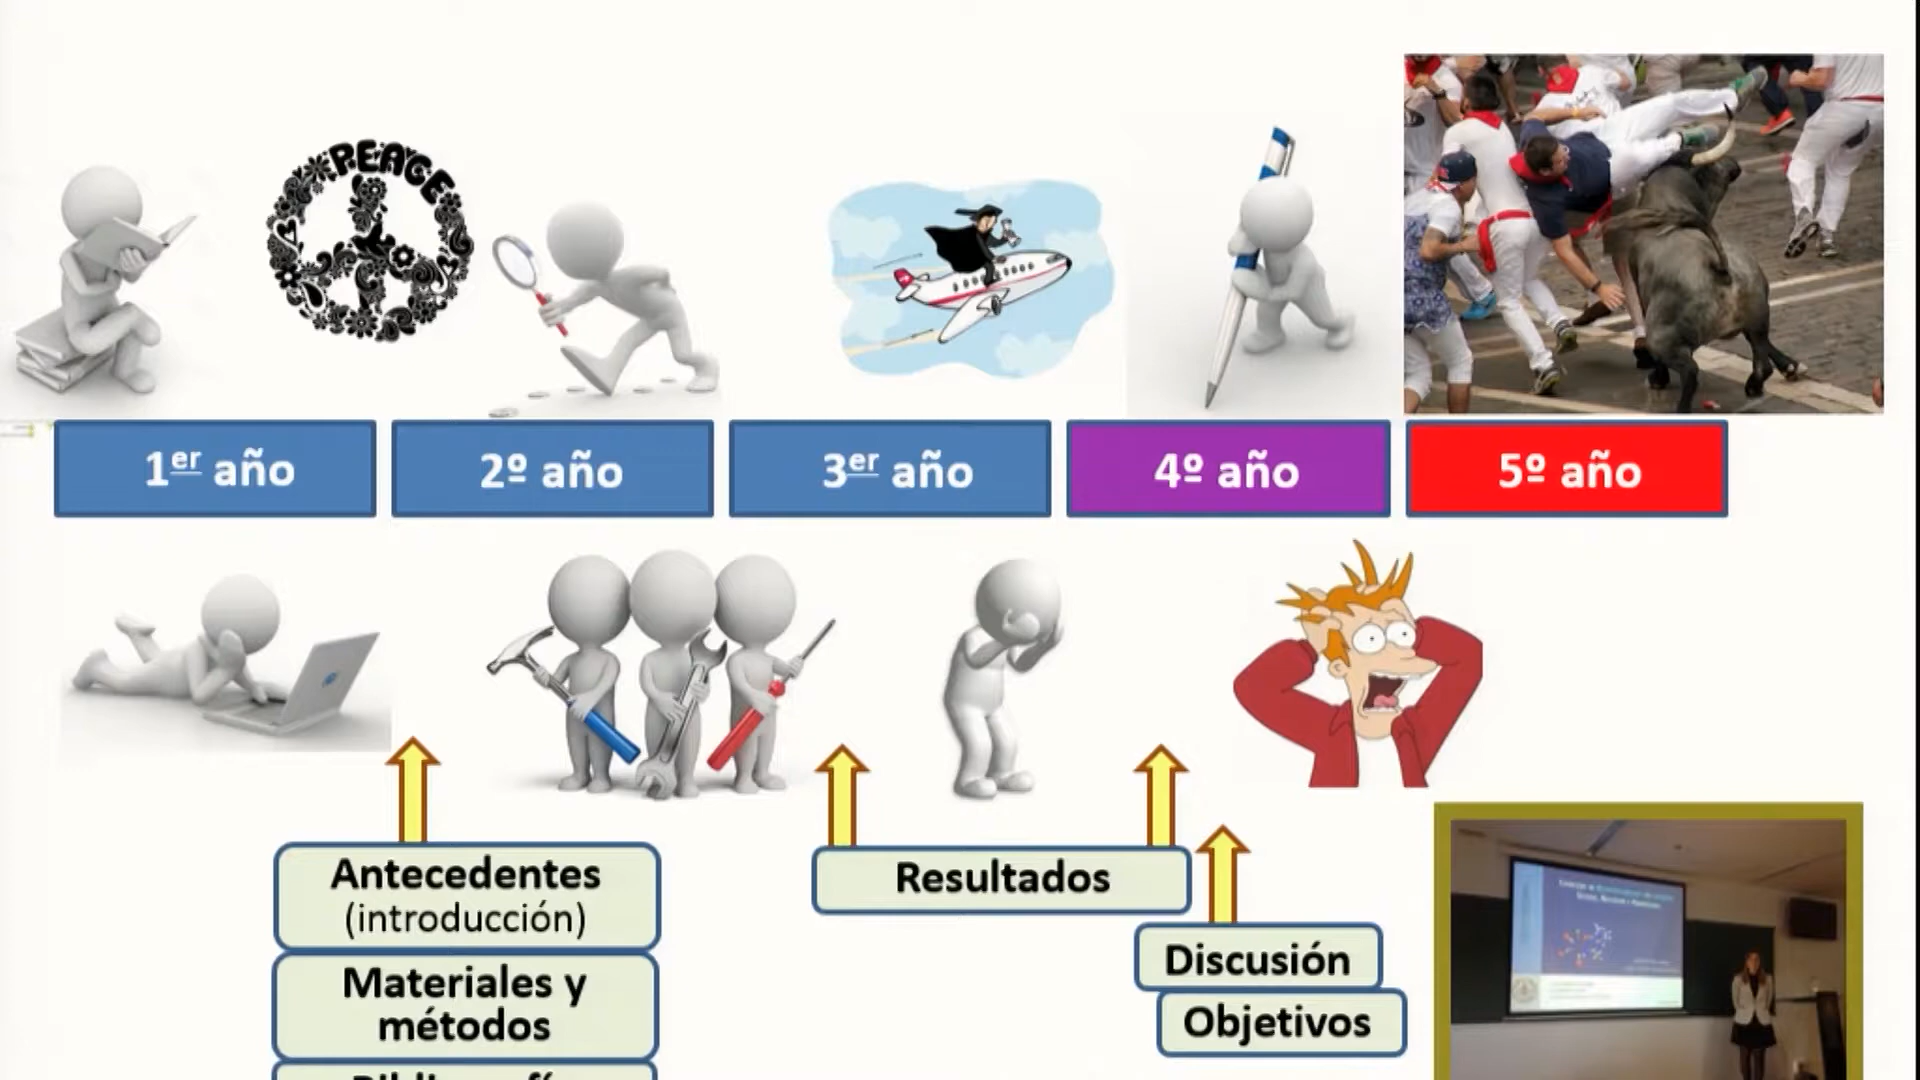 PEACE
1er año
2º año
3er año
4º año
5º año
Antecedentes
(introducción)
Materiales y
métodos
Resultados
Discusión
Objetivos